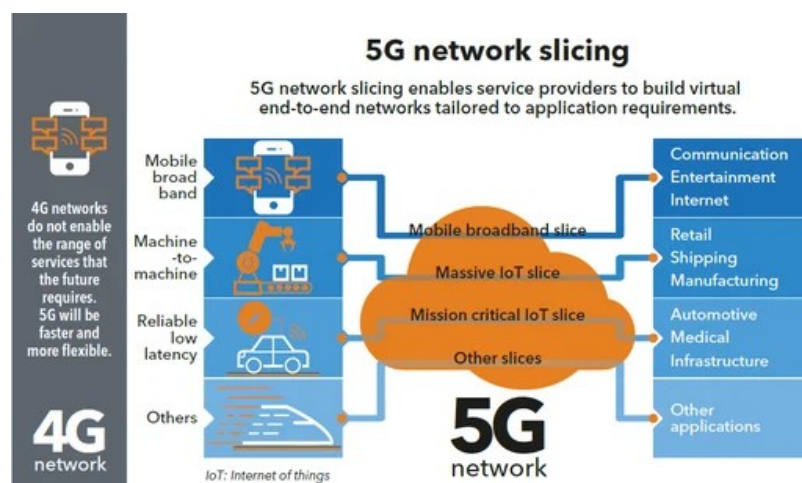 5G network slicing
5G network slicing enables service providers to build virtual
end-to-end networks tailored to application requirements.
4G networks
do not enable
the range of
services that
the future
requires.
5G will be
faster and
more flexible.
4G
network
Mobile
broad
band
Machine
-to-
machine
Reliable
low
latency
Others
Mobile broadband slice
Massive IoT slice
Mission critical IoT slice
Other slices
5G
network
Communication
Entertainment
Internet
Retail
Shipping
Manufacturing
Automotive
Medical
Infrastructure
Other
applications
IoT: Internet of things